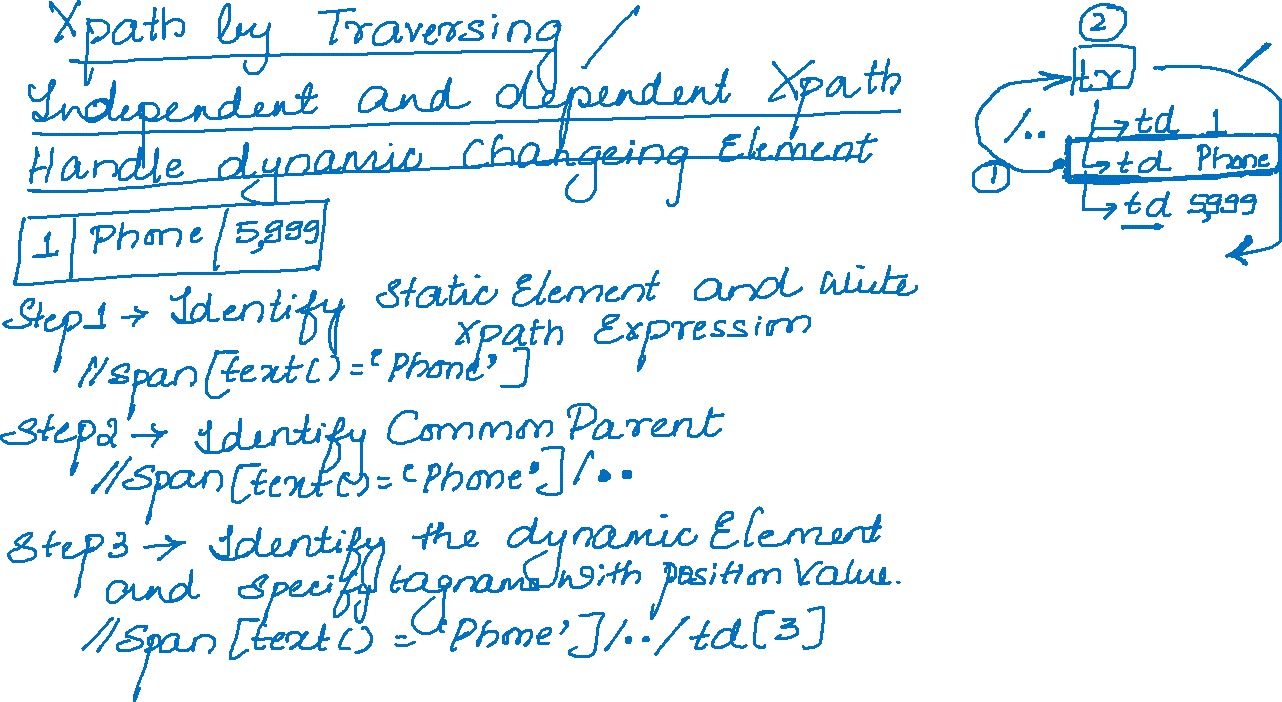 Xpath by Traversing /
Independent and dependent Xpath
Handle dynamic Changeing Element
1 | Phone | 5,999
Step1 → Identify Static Element and write
Xpath Expression
//span[text()='Phone']
Step2 → Identify Common Parent
//Span[text()='Phone']/..
Step3 → Identify the dynamic Element
and specify tagname with position Value.
//Span[text()='Phone']/../td[3]
2
tr /
/..
td 1
1
td Phone
td 5,999